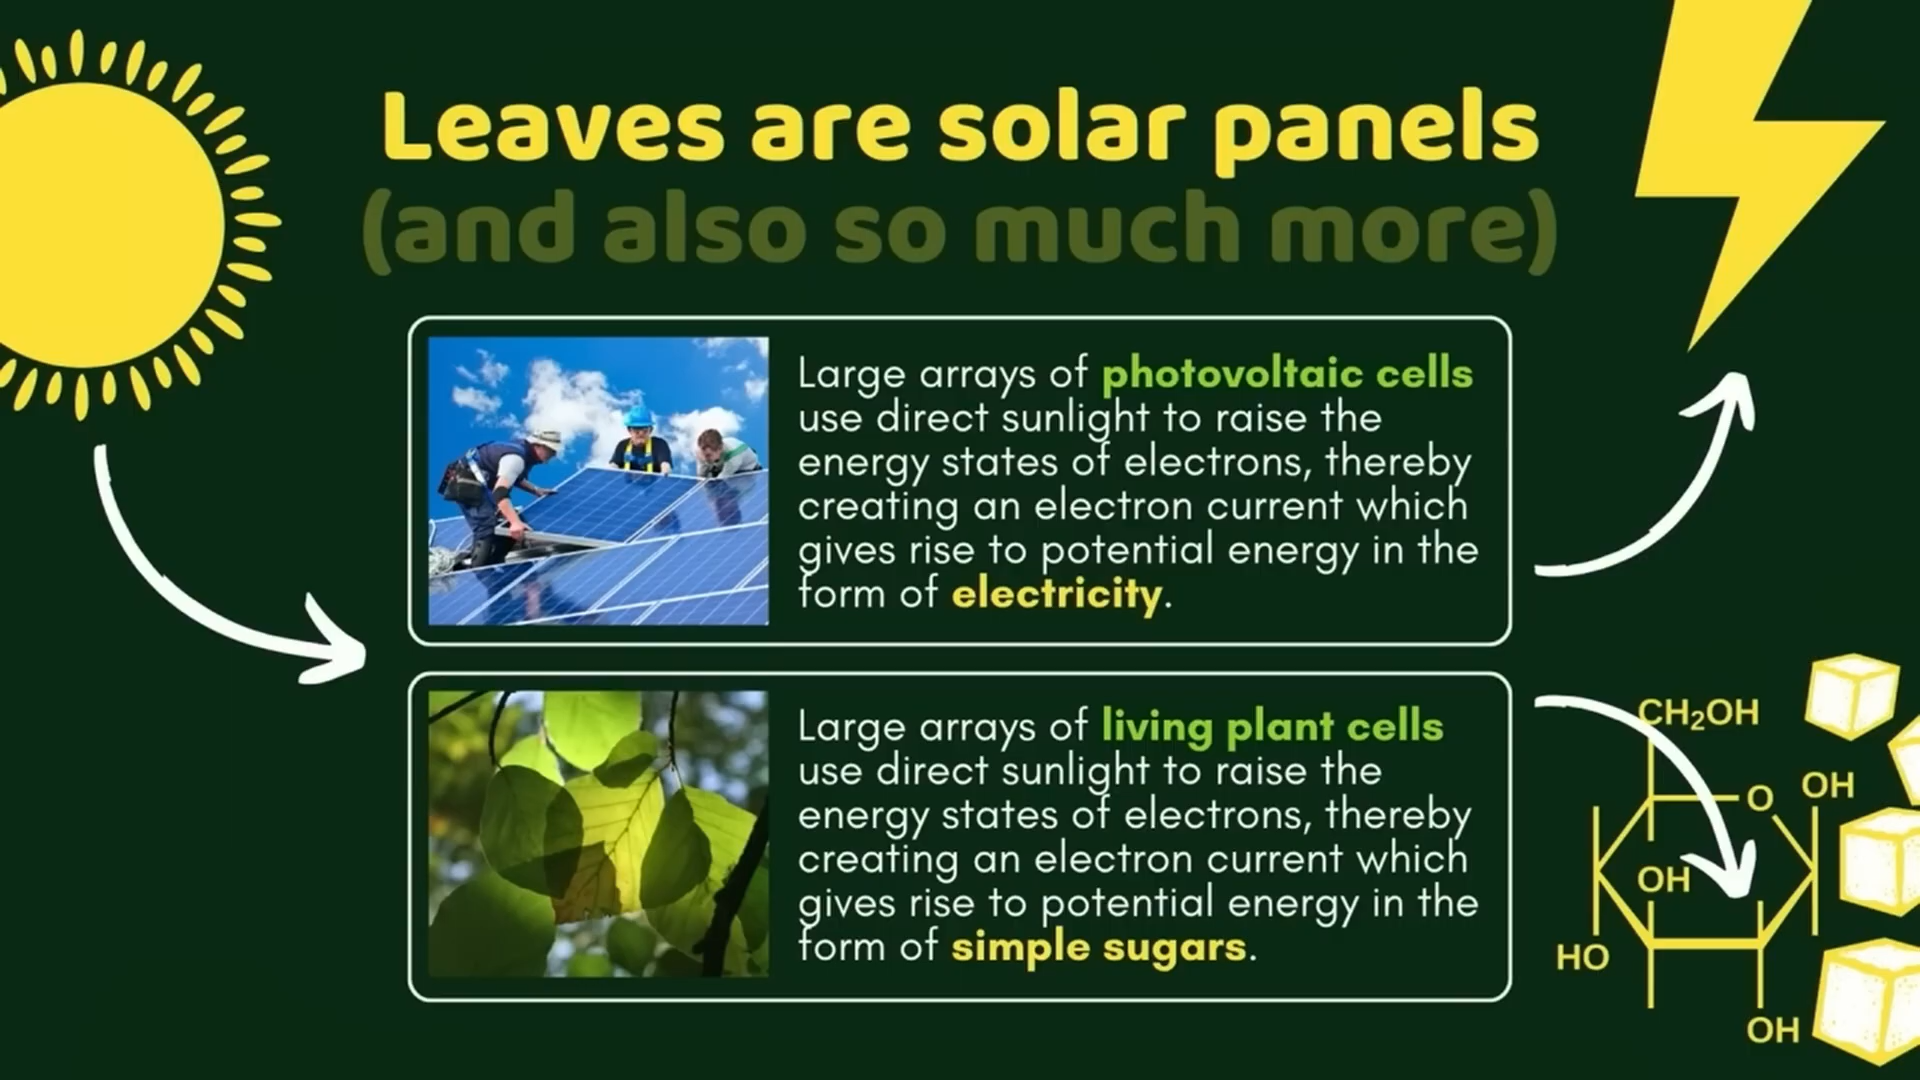 Leaves are solar panels
(and also so much more)
Large arrays of photovoltaic cells
use direct sunlight to raise the
energy states of electrons, thereby
creating an electron current which
gives rise to potential energy in the
form of electricity.
Large arrays of living plant cells
use direct sunlight to raise the
energy states of electrons, thereby
creating an electron current which
gives rise to potential energy in the
form of simple sugars.
CH₂OH
O
OH
OH
HO
OH